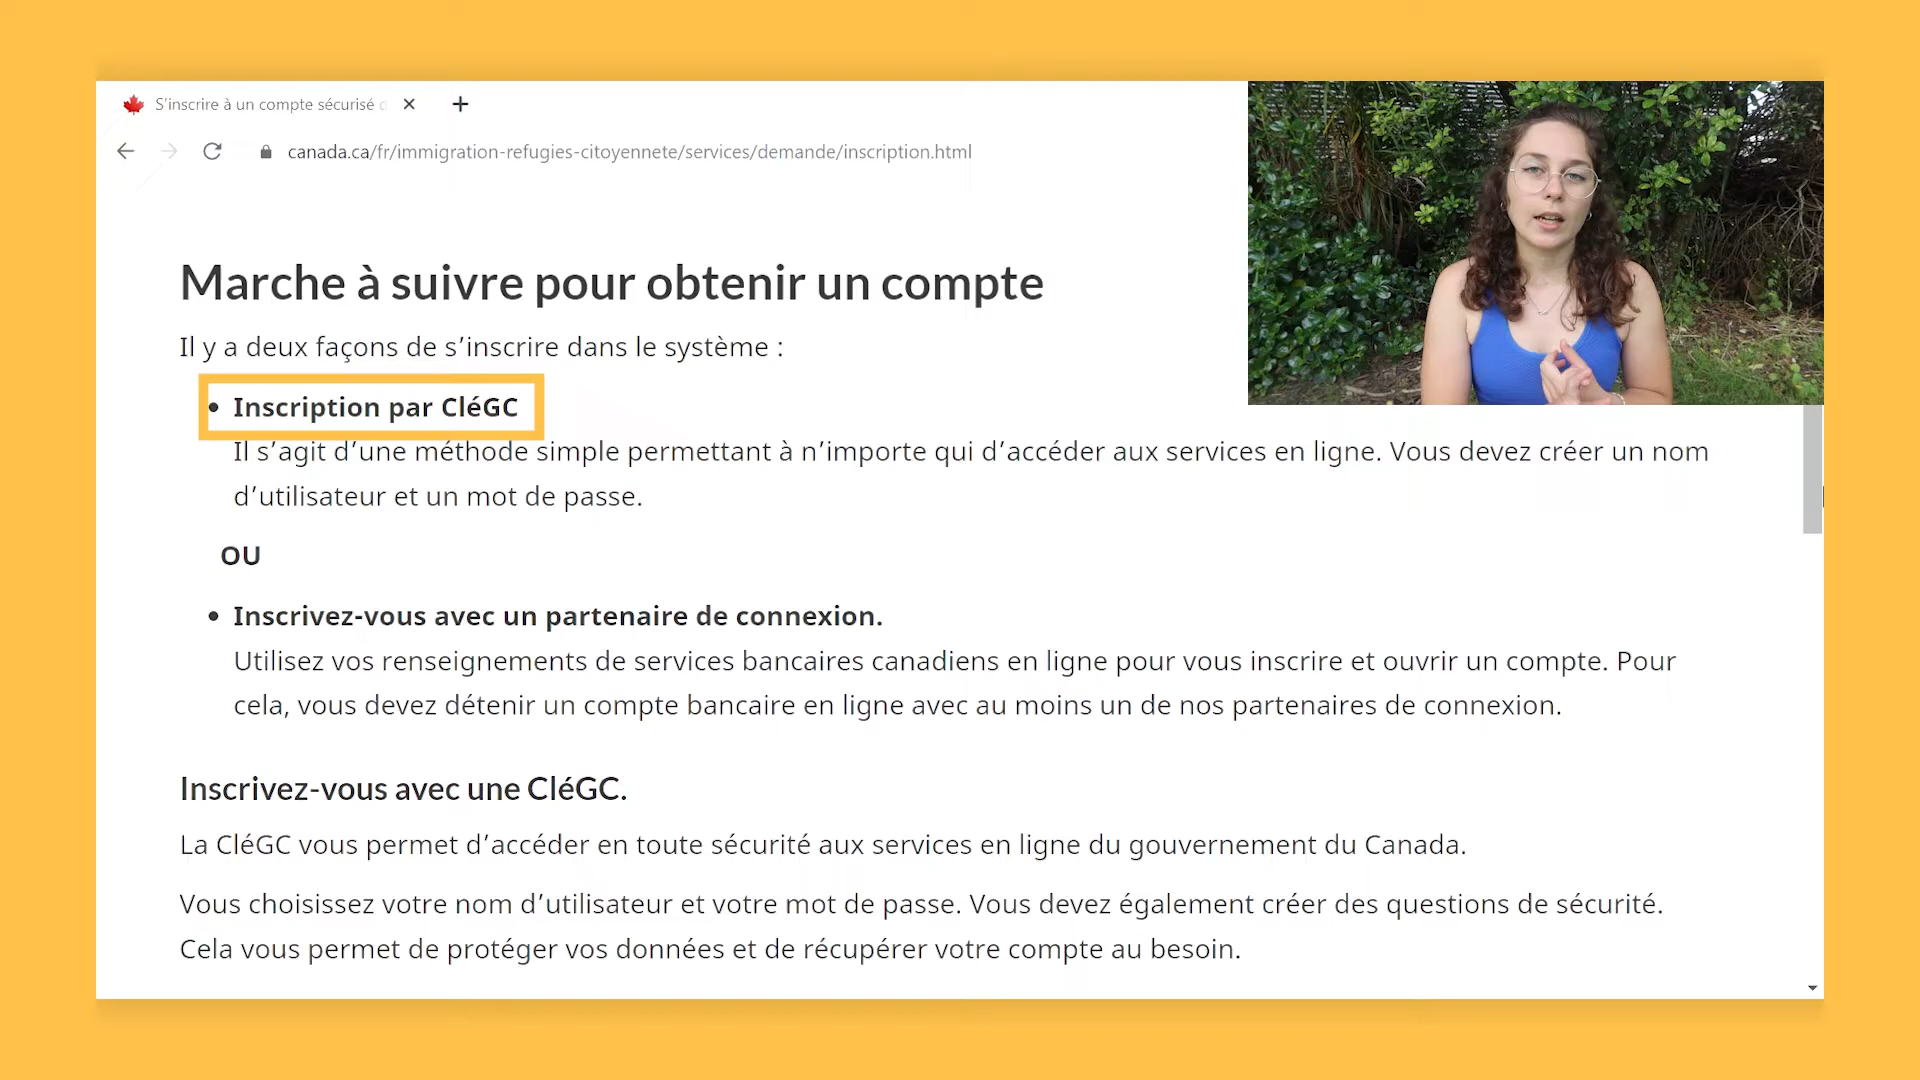 S'inscrire à un compte sécurisé
canada.ca/fr/immigration-refugies-citoyennete/services/demande/inscription.html
Marche à suivre pour obtenir un compte
Il y a deux façons de s'inscrire dans le système :
• Inscription par CléGC
Il s'agit d'une méthode simple permettant à n'importe qui d'accéder aux services en ligne. Vous devez créer un nom
d'utilisateur et un mot de passe.
OU
• Inscrivez-vous avec un partenaire de connexion.
Utilisez vos renseignements de services bancaires canadiens en ligne pour vous inscrire et ouvrir un compte. Pour
cela, vous devez détenir un compte bancaire en ligne avec au moins un de nos partenaires de connexion.
Inscrivez-vous avec une CléGC.
La CléGC vous permet d'accéder en toute sécurité aux services en ligne du gouvernement du Canada.
Vous choisissez votre nom d'utilisateur et votre mot de passe. Vous devez également créer des questions de sécurité.
Cela vous permet de protéger vos données et de récupérer votre compte au besoin.